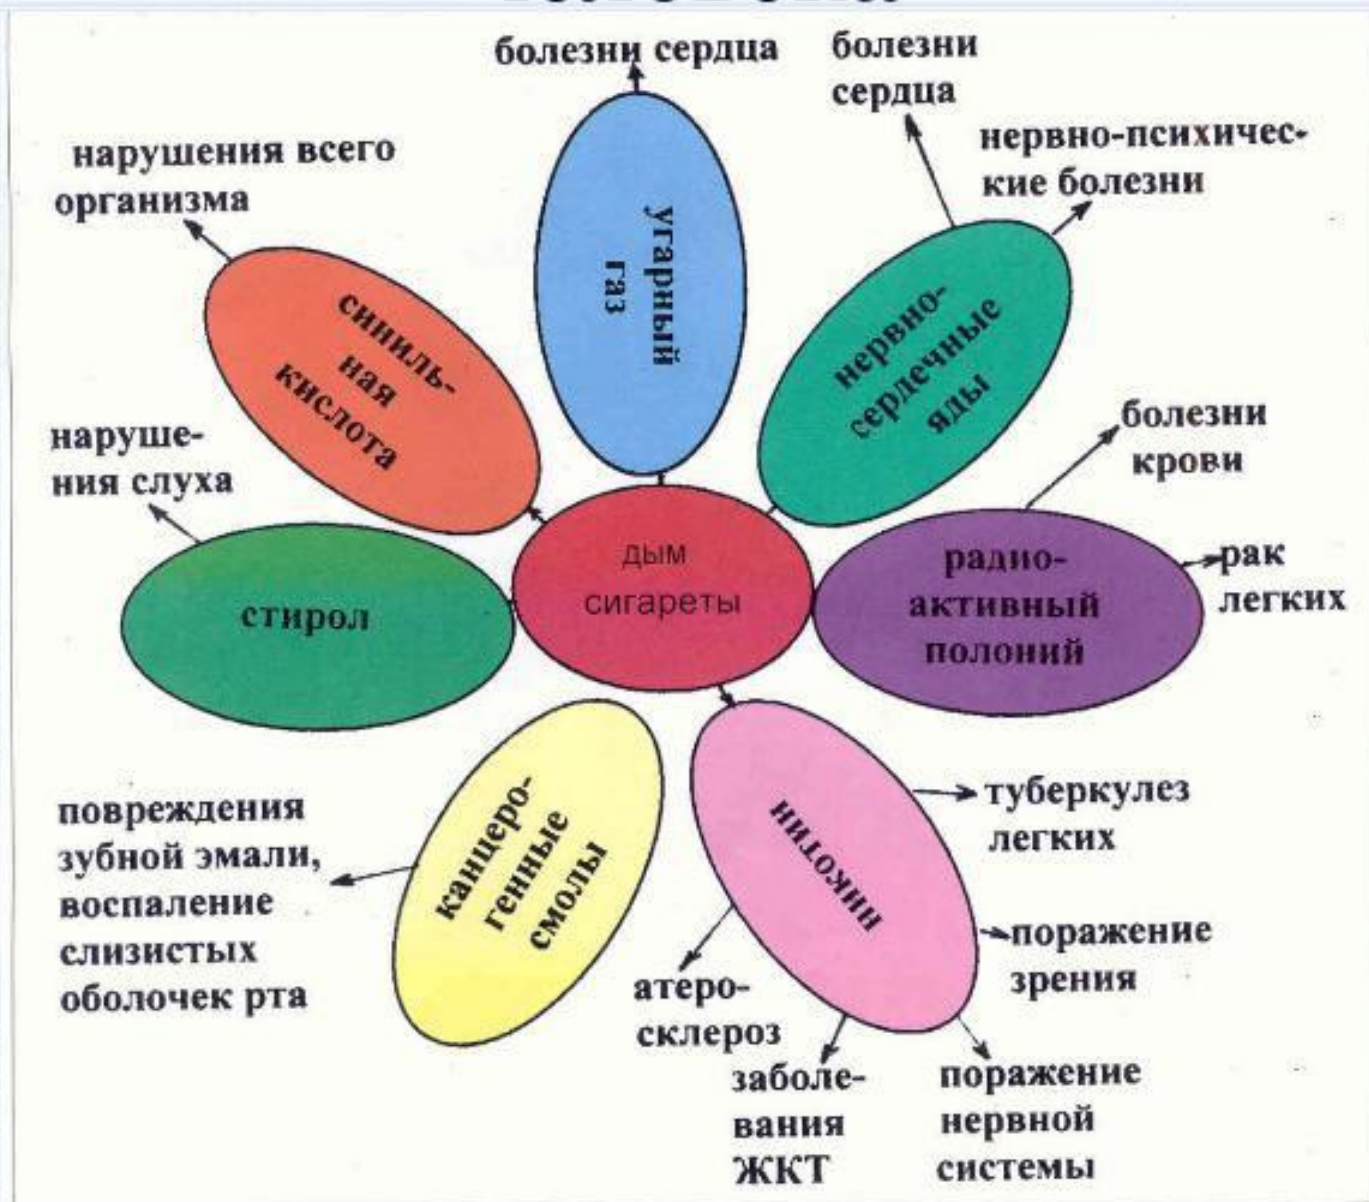 болезни сердца
болезни
сердца
нервно-психичес-
кие болезни
нарушения всего
организма
угарный
газ
нервно-
сердечные
яды
синиль-
ная
кислота
болезни
крови
наруше-
ния слуха
дым
сигареты
радио-
активный
полоний
рак
легких
стирол
канцеро-
генные
смолы
никотин
туберкулез
легких
повреждения
зубной эмали,
воспаление
слизистых
оболочек рта
поражение
зрения
атеро-
склероз
заболе-
вания
ЖКТ
поражение
нервной
системы